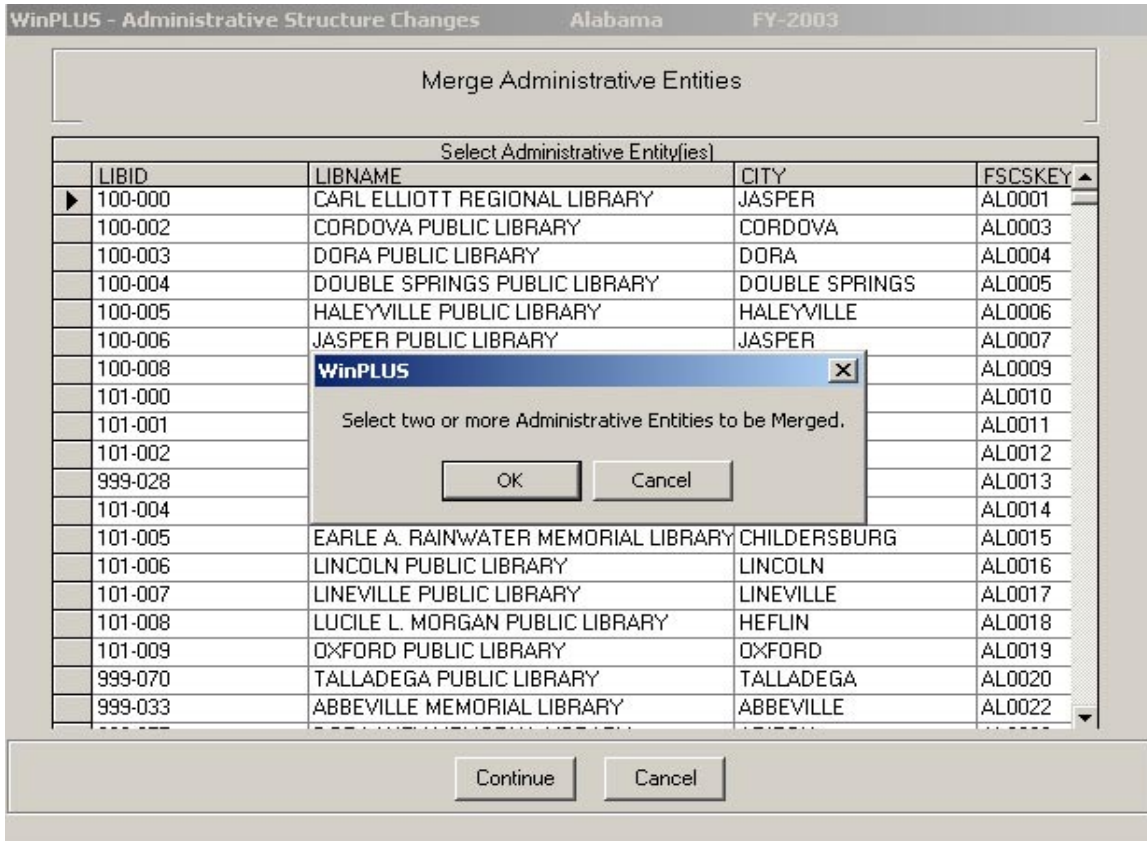 WinPLUS - Administrative Structure Changes Alabama FY-2003
Merge Administrative Entities
Select Administrative Entity(ies)
LIBID LIBNAME CITY FSCSKEY
100-000 CARL ELLIOTT REGIONAL LIBRARY JASPER AL0001
100-002 CORDOVA PUBLIC LIBRARY CORDOVA AL0003
100-003 DORA PUBLIC LIBRARY DORA AL0004
100-004 DOUBLE SPRINGS PUBLIC LIBRARY DOUBLE SPRINGS AL0005
100-005 HALEYVILLE PUBLIC LIBRARY HALEYVILLE AL0006
100-006 JASPER PUBLIC LIBRARY JASPER AL0007
100-008 AL0009
101-000 AL0010
101-001 AL0011
101-002 AL0012
999-028 AL0013
101-004 AL0014
WinPLUS
Select two or more Administrative Entities to be Merged.
OK Cancel
101-005 EARLE A. RAINWATER MEMORIAL LIBRARY CHILDERSBURG AL0015
101-006 LINCOLN PUBLIC LIBRARY LINCOLN AL0016
101-007 LINEVILLE PUBLIC LIBRARY LINEVILLE AL0017
101-008 LUCILE L. MORGAN PUBLIC LIBRARY HEFLIN AL0018
101-009 OXFORD PUBLIC LIBRARY OXFORD AL0019
999-070 TALLADEGA PUBLIC LIBRARY TALLADEGA AL0020
999-033 ABBEVILLE MEMORIAL LIBRARY ABBEVILLE AL0022
Continue Cancel